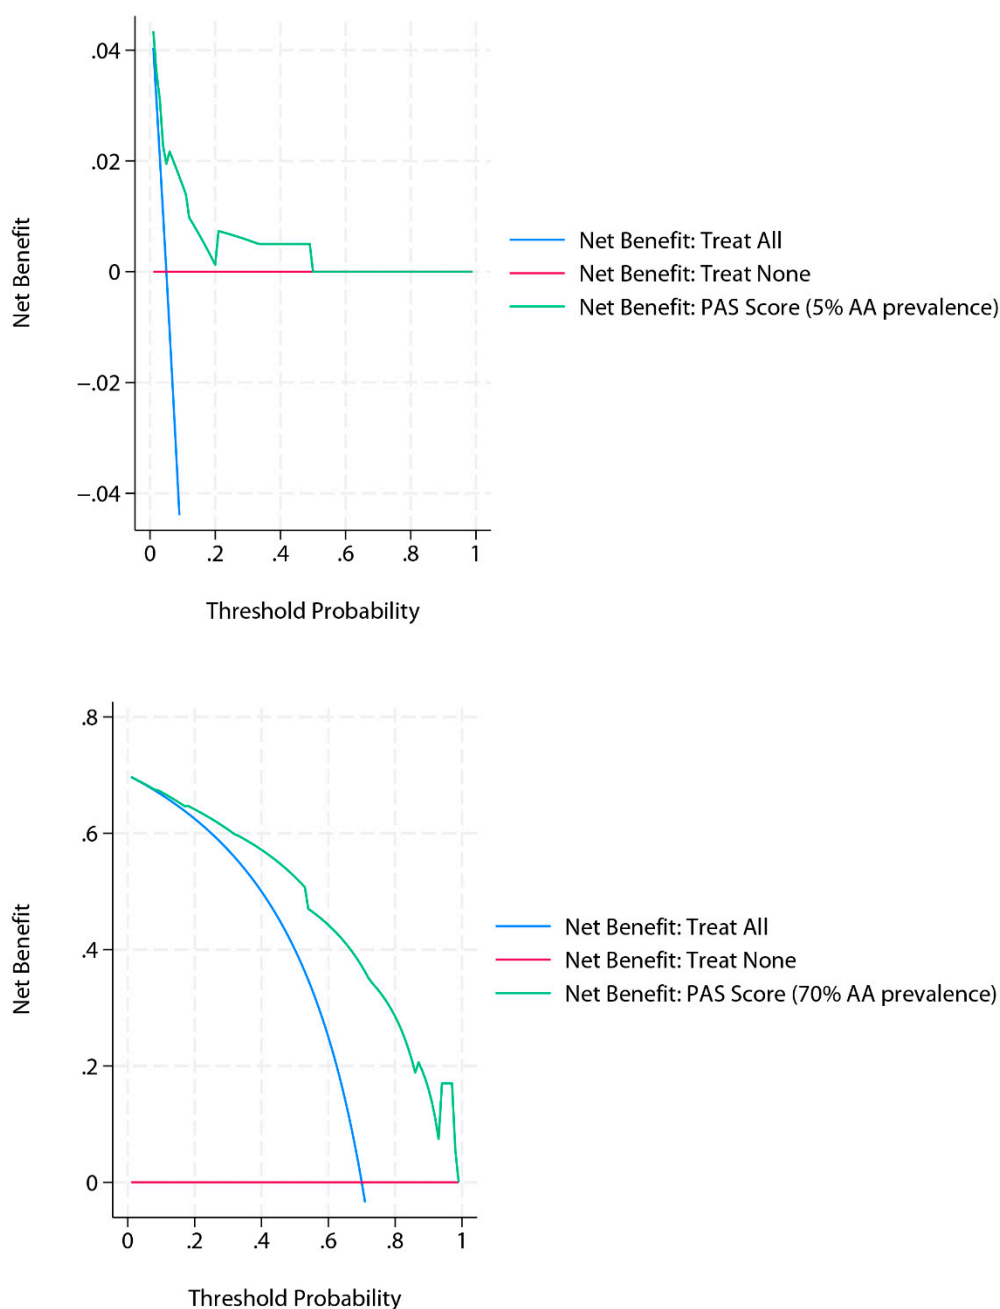 .04
.02
0
−.02
−.04
Net Benefit
0 .2 .4 .6 .8 1
Threshold Probability
Net Benefit: Treat All
Net Benefit: Treat None
Net Benefit: PAS Score (5% AA prevalence)
.8
.6
.4
.2
0
Net Benefit
0 .2 .4 .6 .8 1
Threshold Probability
Net Benefit: Treat All
Net Benefit: Treat None
Net Benefit: PAS Score (70% AA prevalence)